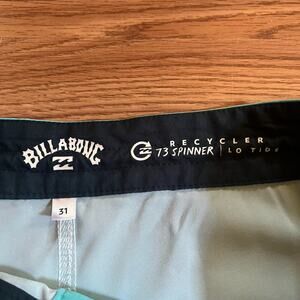 BILLABONG
RECYCLER
73 SPINNER | LO TIDE
31